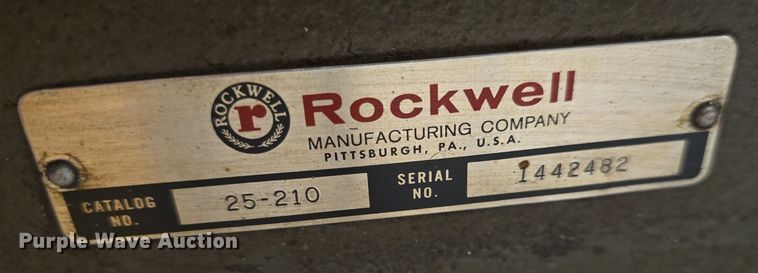 ROCKWELL
r
Rockwell
MANUFACTURING COMPANY
PITTSBURGH, PA., U.S.A.
CATALOG NO. 25-210 SERIAL NO. 1442482
Purple Wave Auction